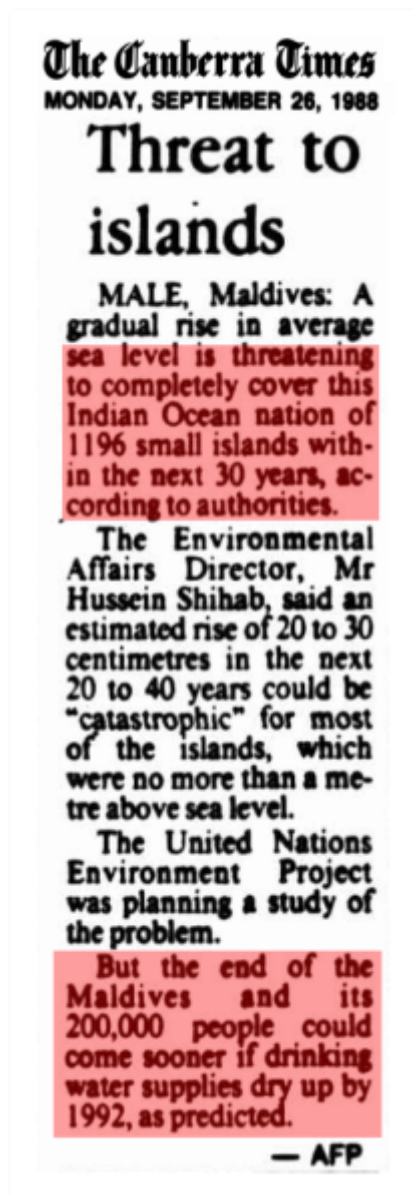 The Canberra Times
MONDAY, SEPTEMBER 26, 1988
Threat to
islands
MALE, Maldives: A
gradual rise in average
sea level is threatening
to completely cover this
Indian Ocean nation of
1196 small islands with-
in the next 30 years, ac-
cording to authorities.
The Environmental
Affairs Director, Mr
Hussein Shihab, said an
estimated rise of 20 to 30
centimetres in the next
20 to 40 years could be
"catastrophic" for most
of the islands, which
were no more than a me-
tre above sea level.
The United Nations
Environment Project
was planning a study of
the problem.
But the end of the
Maldives and its
200,000 people could
come sooner if drinking
water supplies dry up by
1992, as predicted.
— AFP